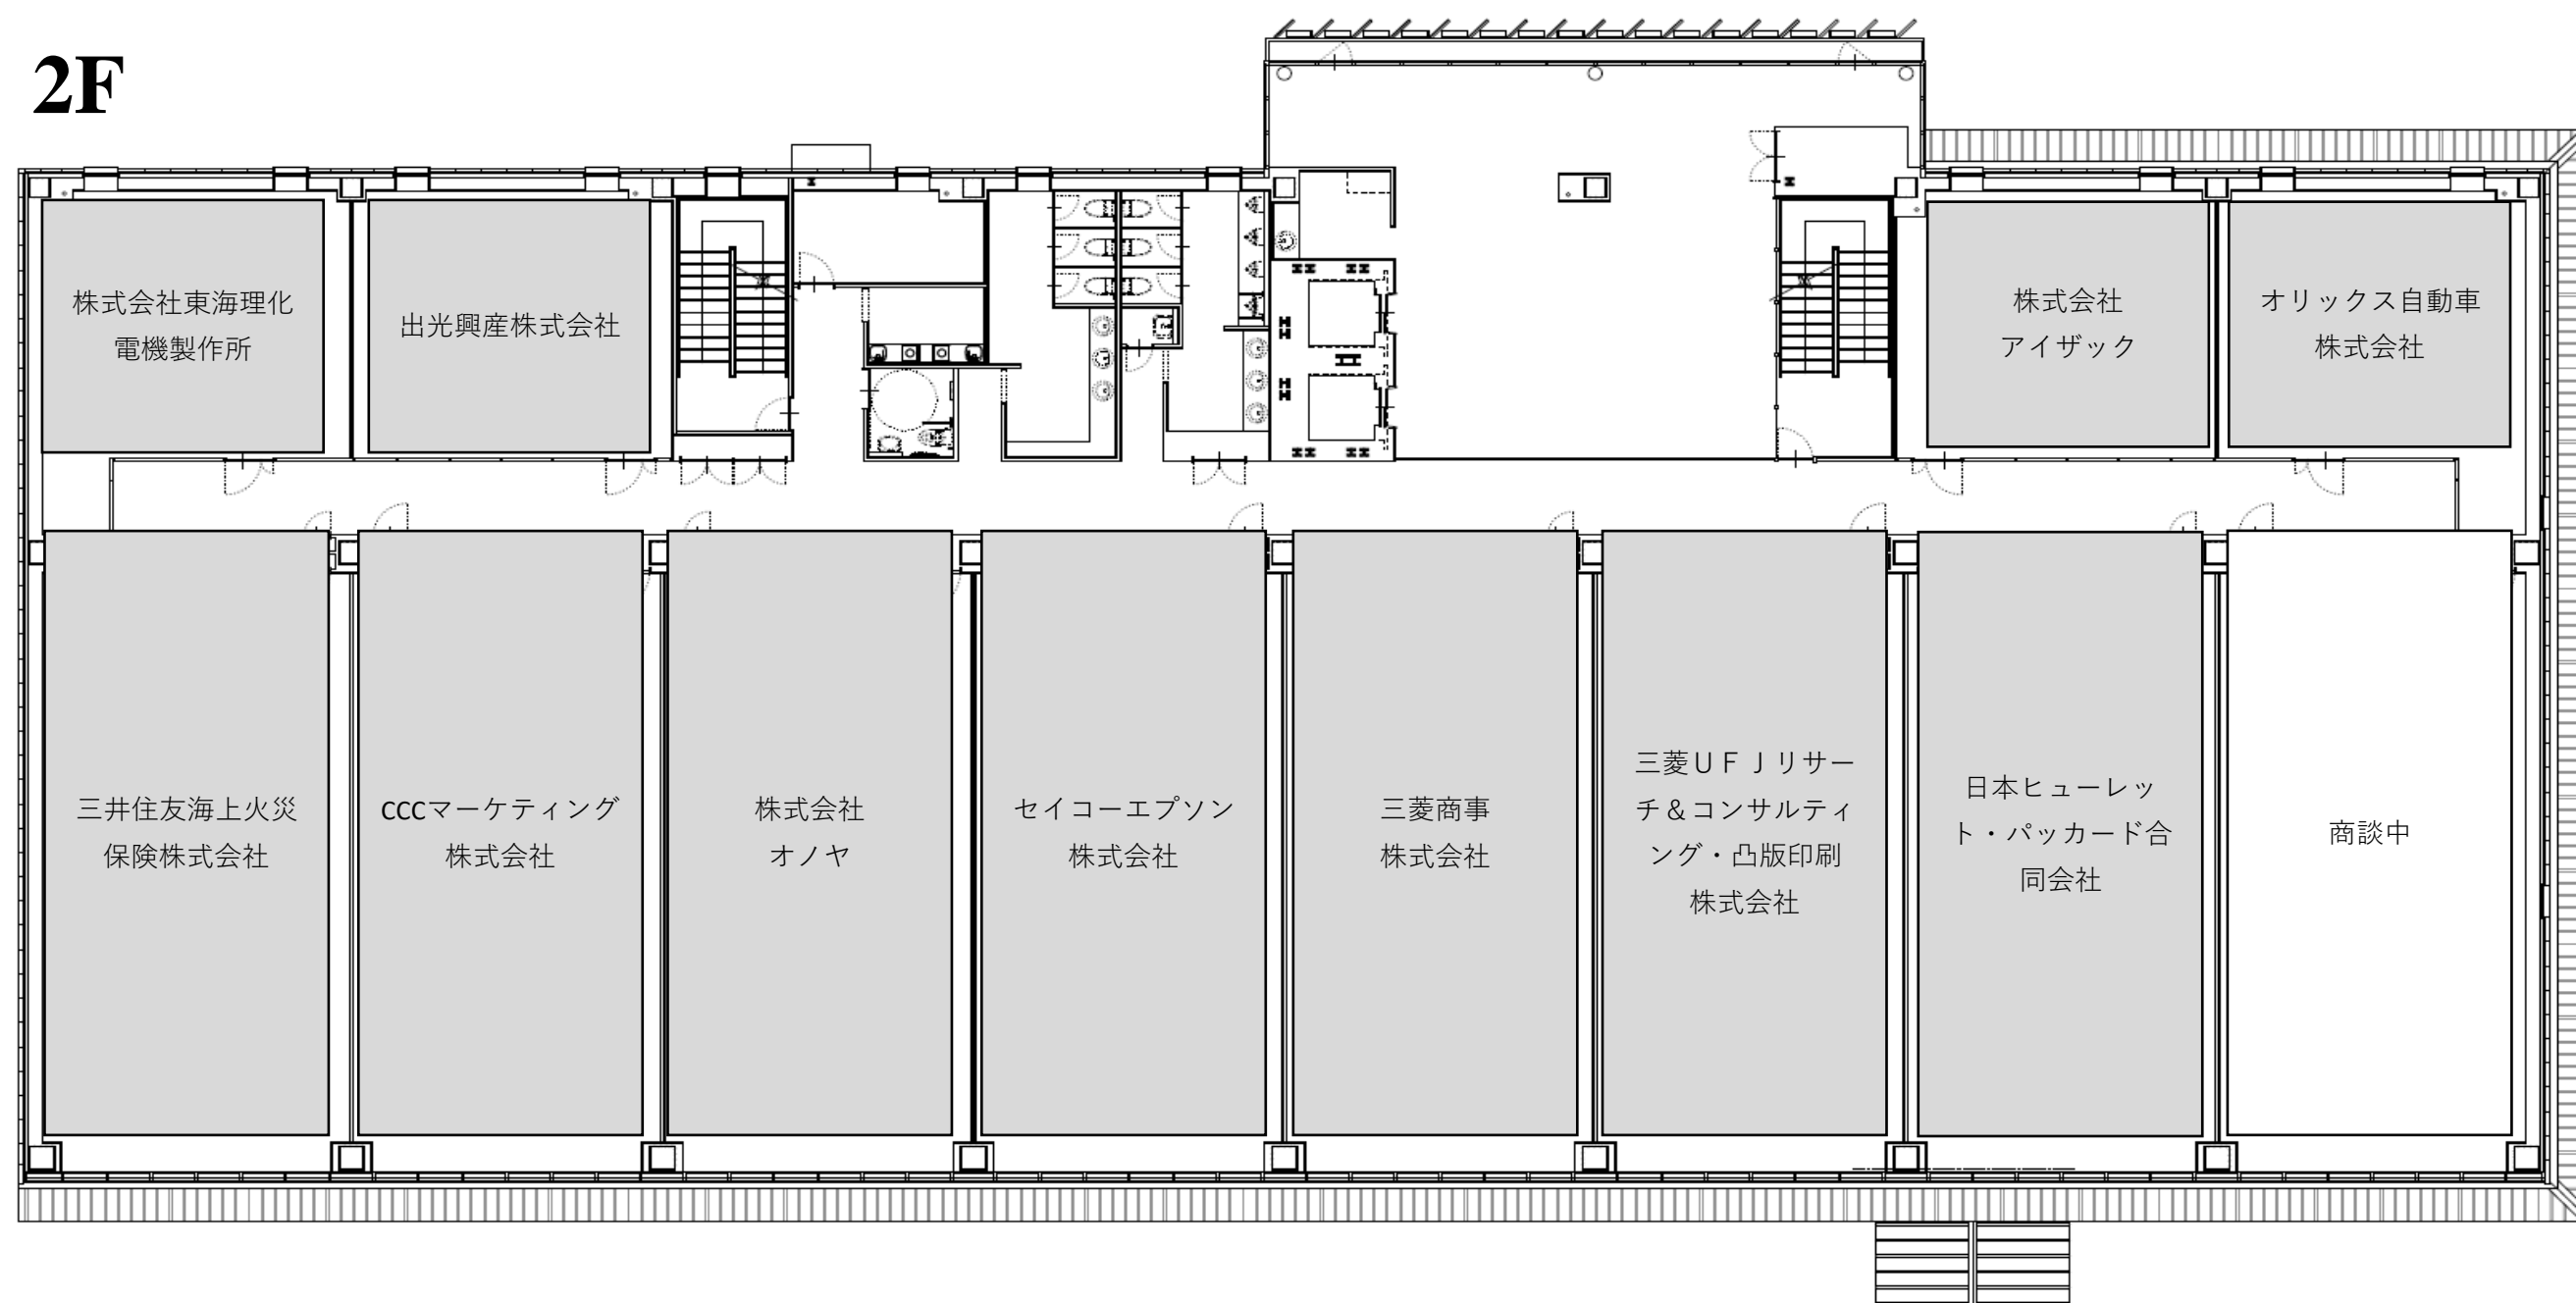 2F
株式会社東海理化
電機製作所
出光興産株式会社
株式会社
アイザック
オリックス自動車
株式会社
三井住友海上火災
保険株式会社
CCCマーケティング
株式会社
株式会社
オノヤ
セイコーエプソン
株式会社
三菱商事
株式会社
三菱ＵＦＪリサー
チ＆コンサルティ
ング・凸版印刷
株式会社
日本ヒューレッ
ト・パッカード合
同会社
商談中